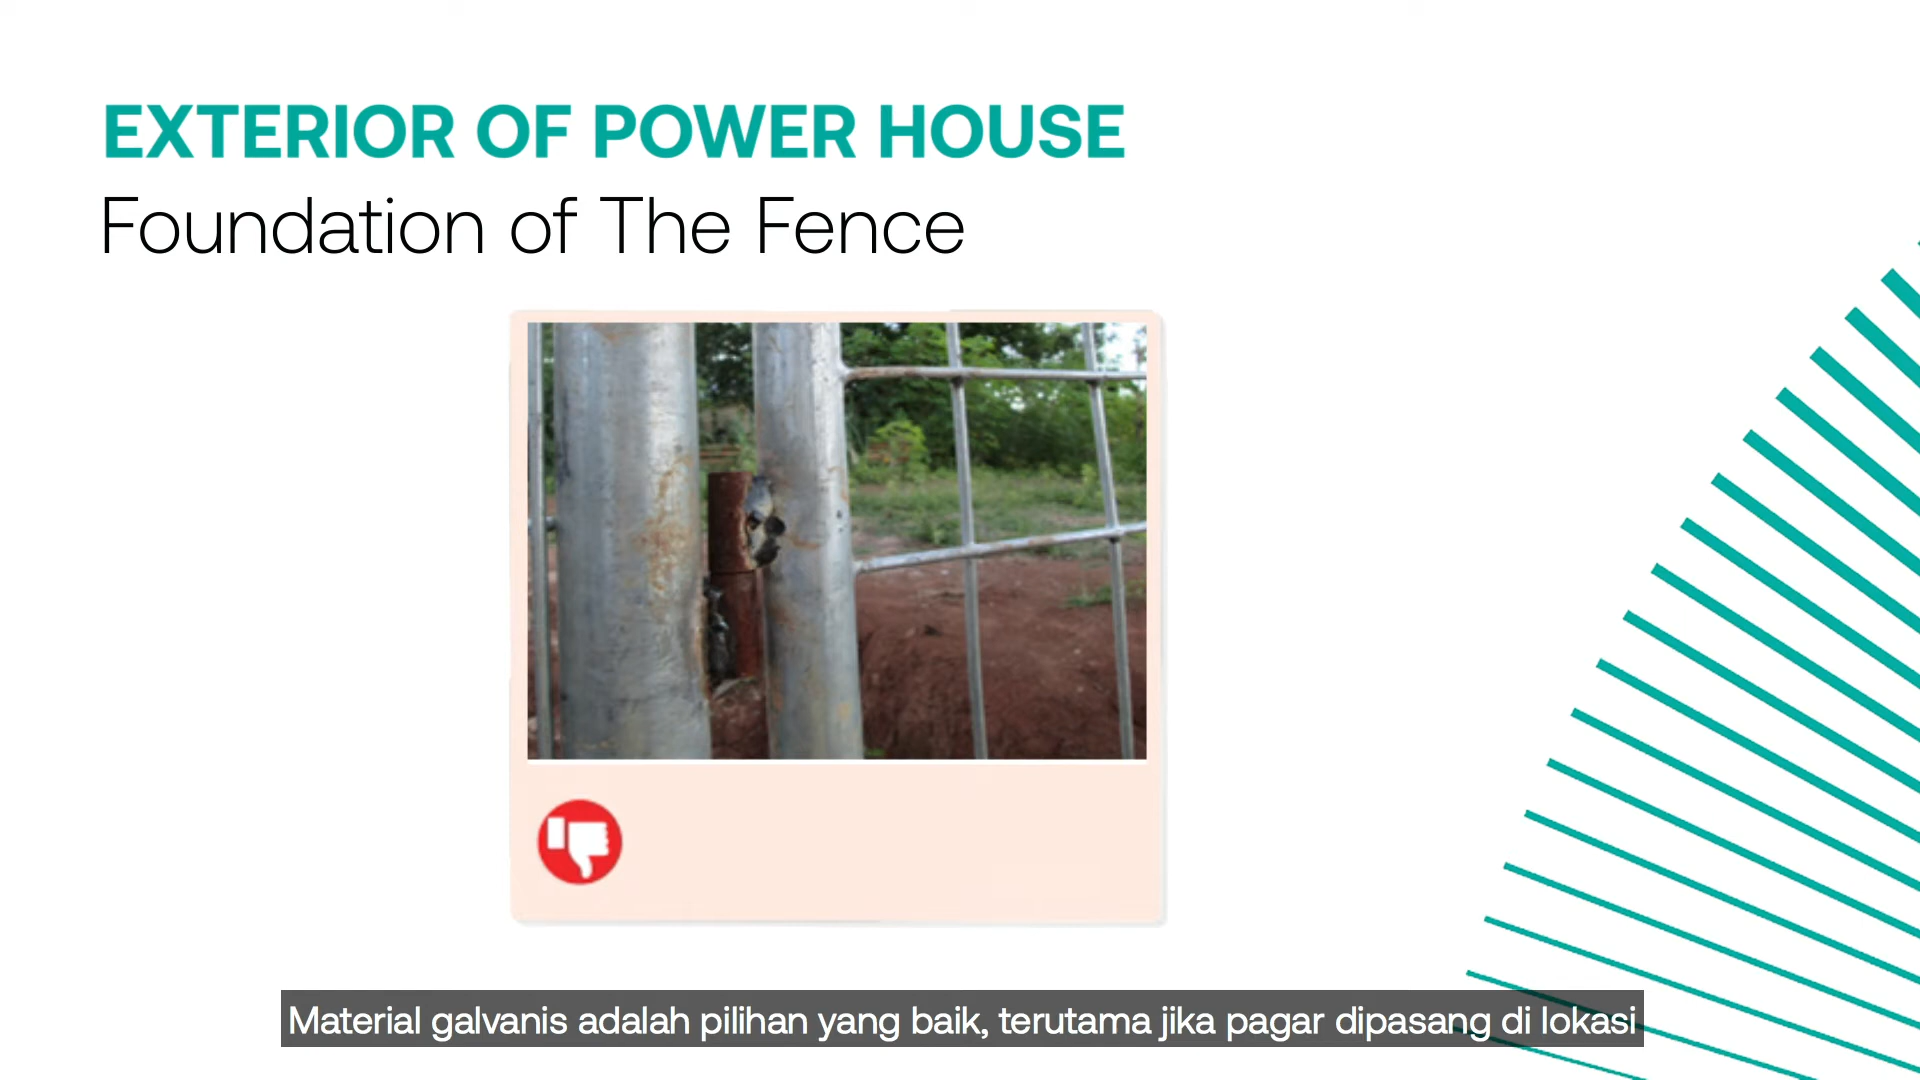 EXTERIOR OF POWER HOUSE
Foundation of The Fence
Material galvanis adalah pilihan yang baik, terutama jika pagar dipasang di lokasi